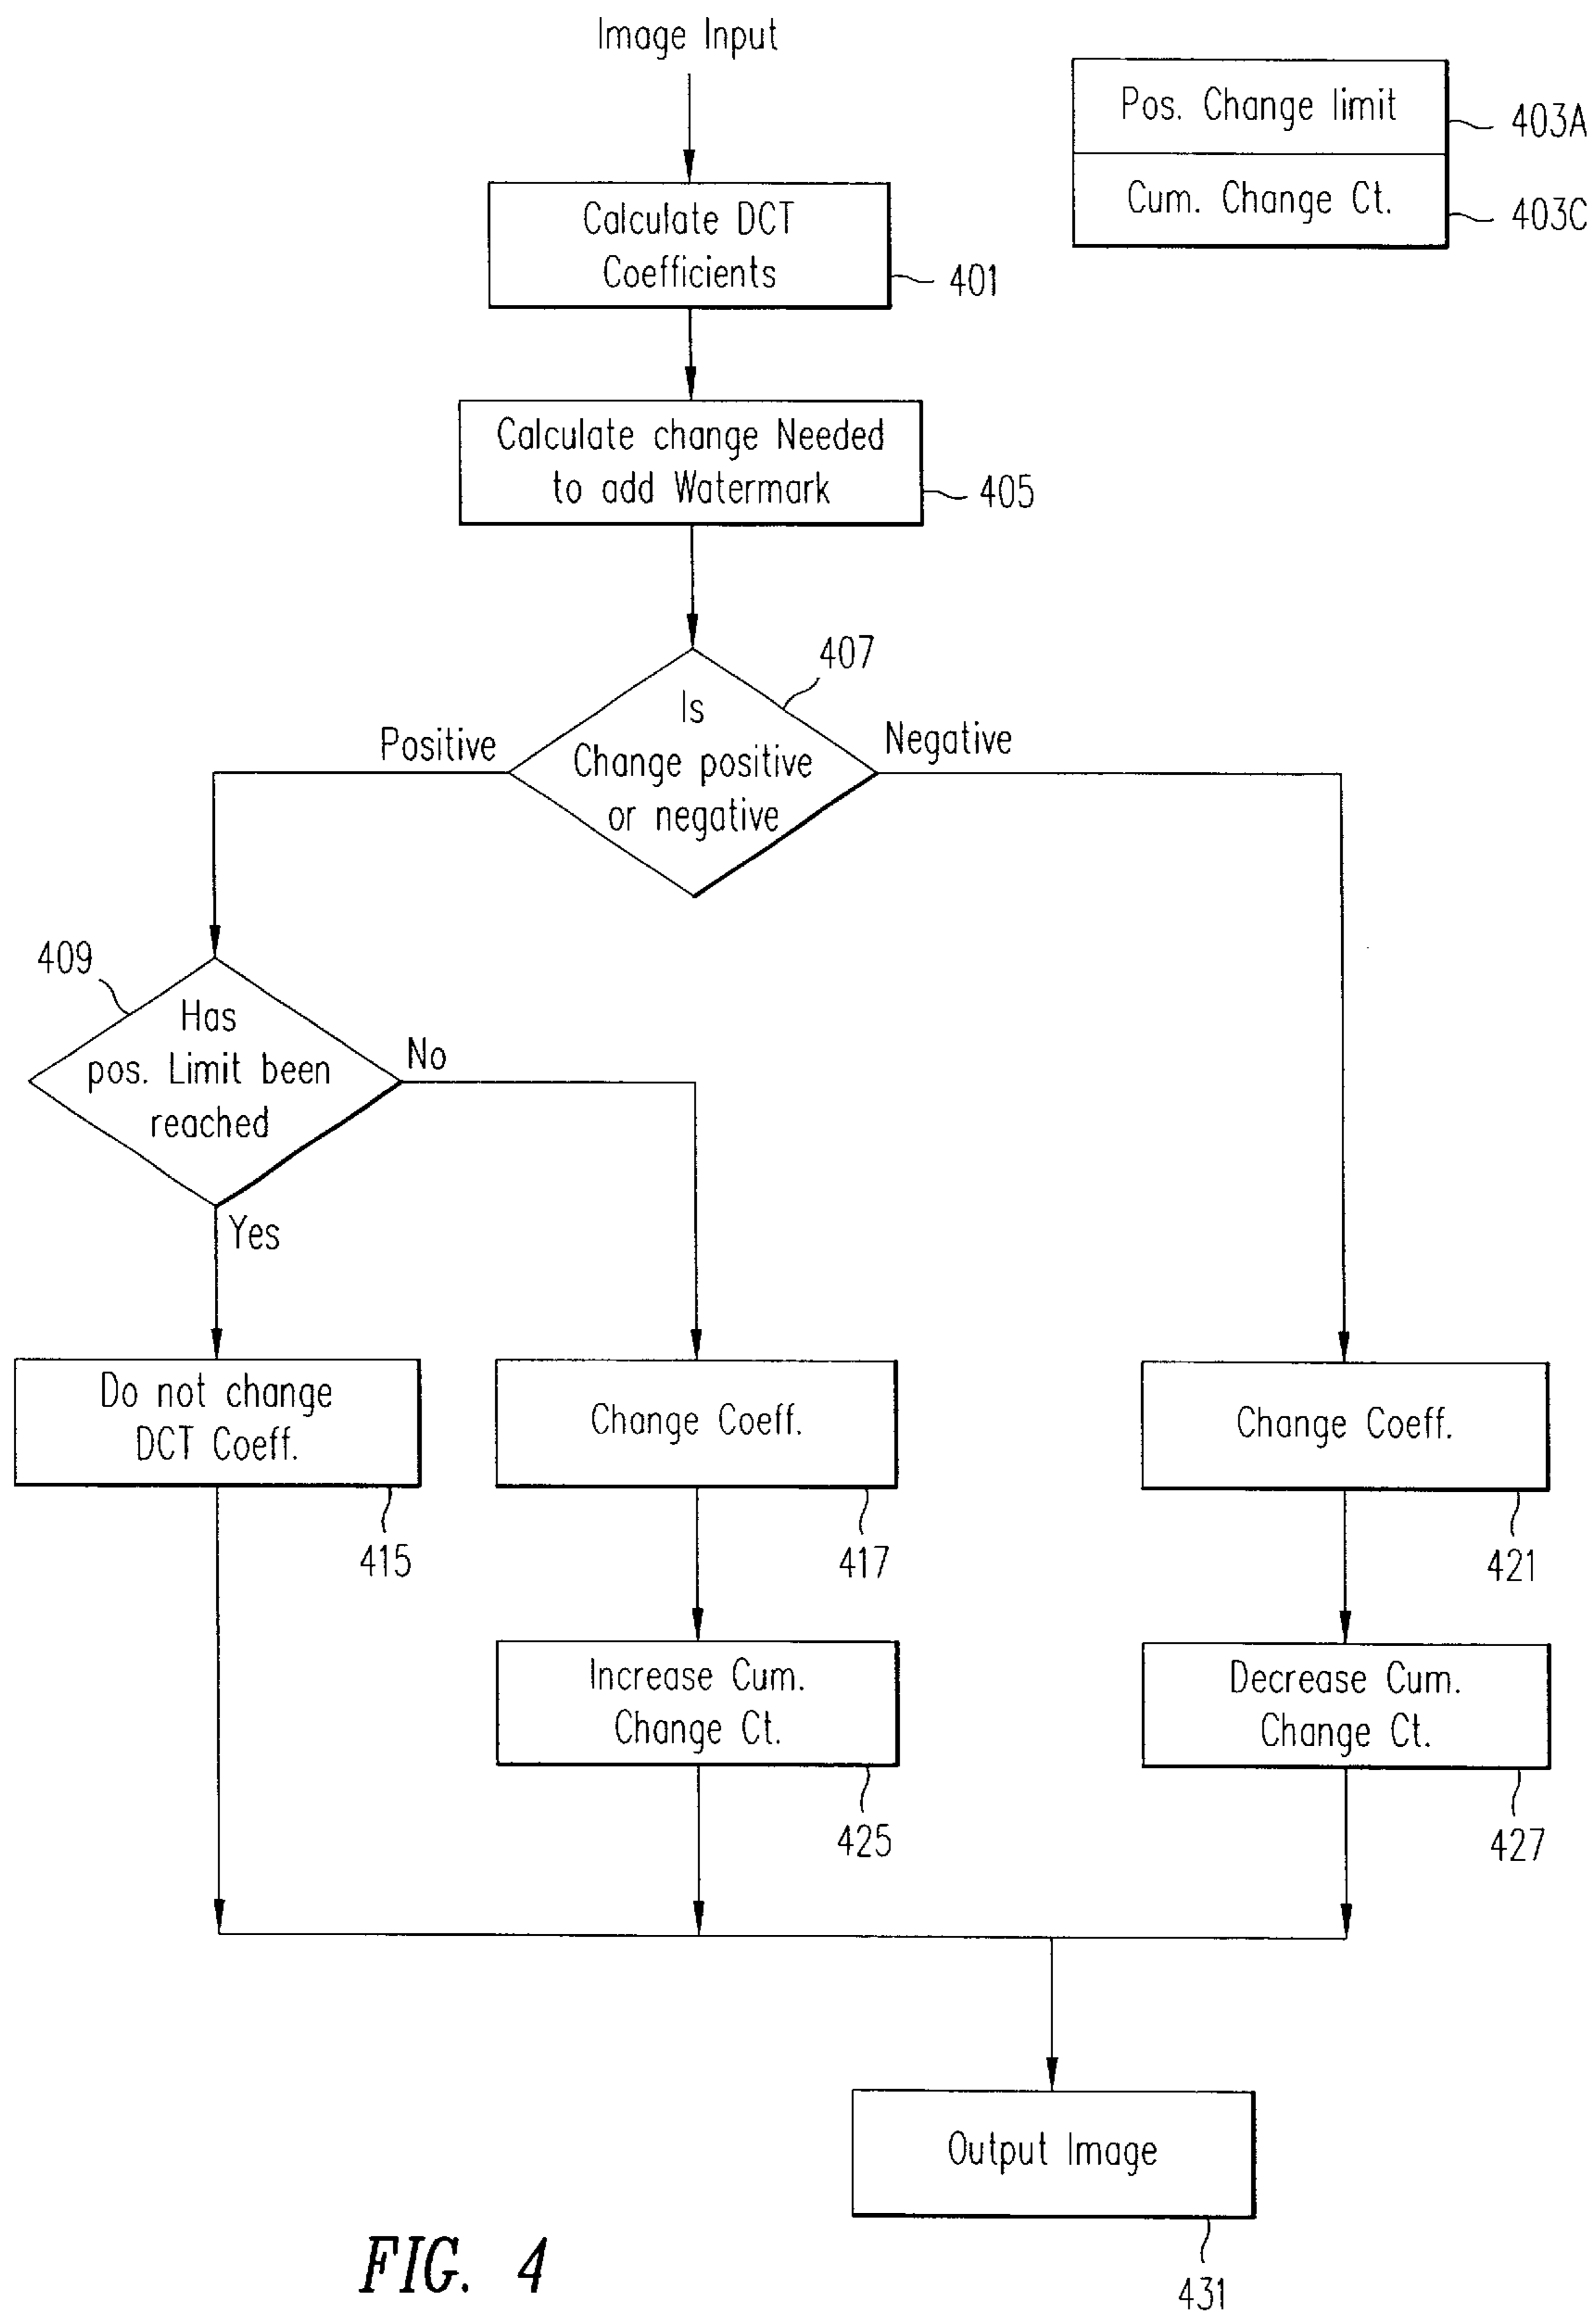 Image Input
Pos. Change limit
403A
Cum. Change Ct.
403C
Calculate DCT
Coefficients
401
Calculate change Needed
to add Watermark
405
407
Is
Change positive
or negative
Positive
Negative
409
Has
pos. Limit been
reached
No
Yes
Do not change
DCT Coeff.
415
Change Coeff.
417
Change Coeff.
421
Increase Cum.
Change Ct.
425
Decrease Cum.
Change Ct.
427
Output Image
431
FIG. 4